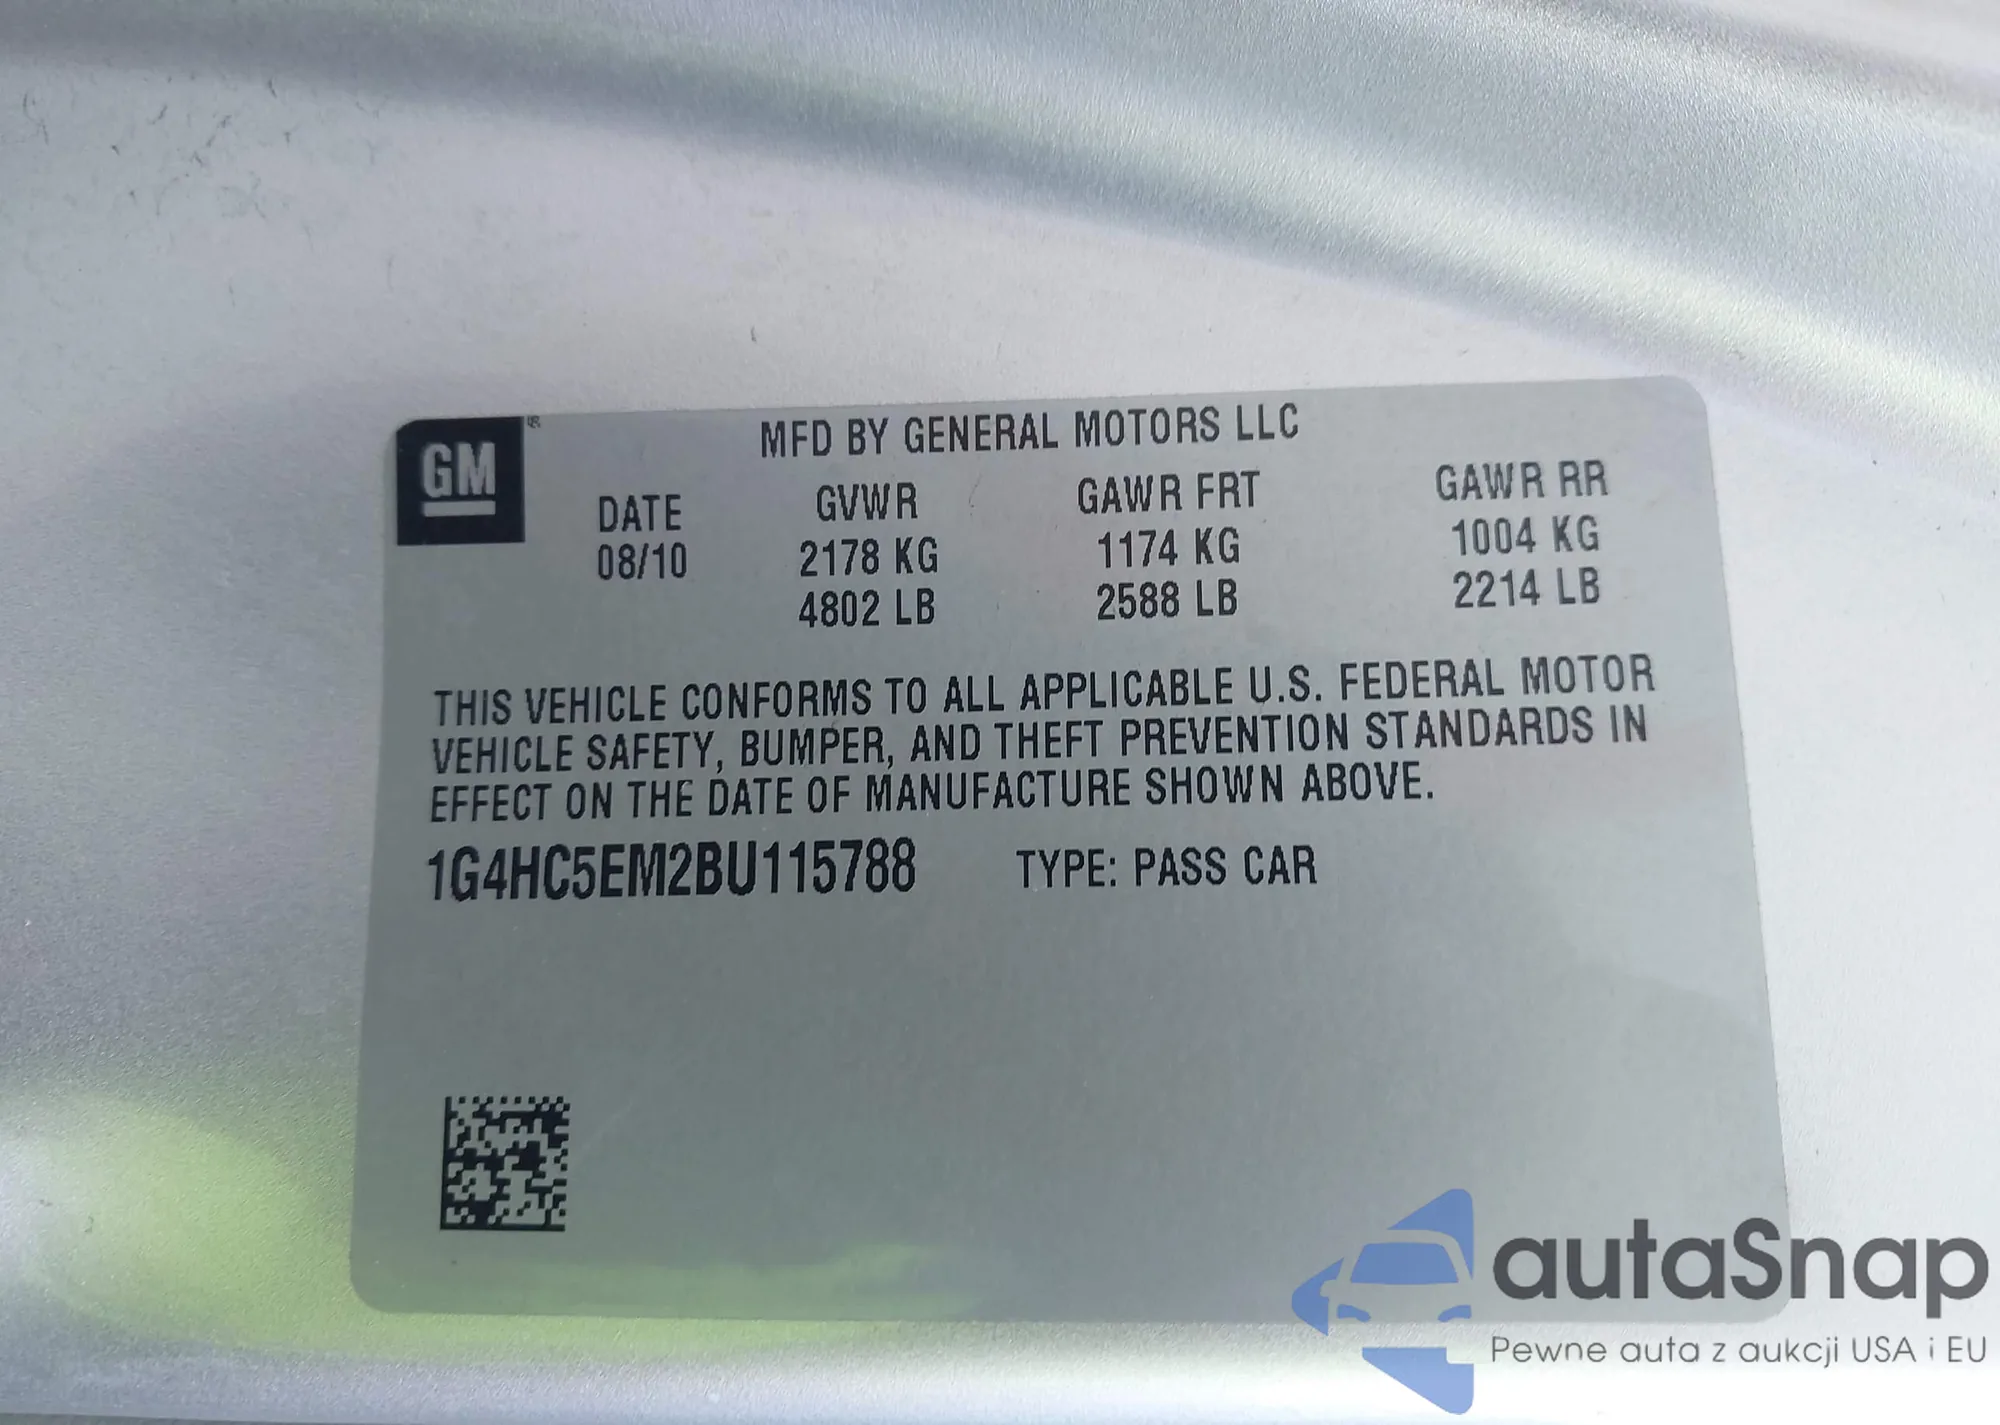 GM
®
MFD BY GENERAL MOTORS LLC
DATE GVWR GAWR FRT GAWR RR
08/10 2178 KG 1174 KG 1004 KG
4802 LB 2588 LB 2214 LB
THIS VEHICLE CONFORMS TO ALL APPLICABLE U.S. FEDERAL MOTOR
VEHICLE SAFETY, BUMPER, AND THEFT PREVENTION STANDARDS IN
EFFECT ON THE DATE OF MANUFACTURE SHOWN ABOVE.
1G4HC5EM2BU115788 TYPE: PASS CAR
autaSnap
Pewne auta z aukcji USA i EU